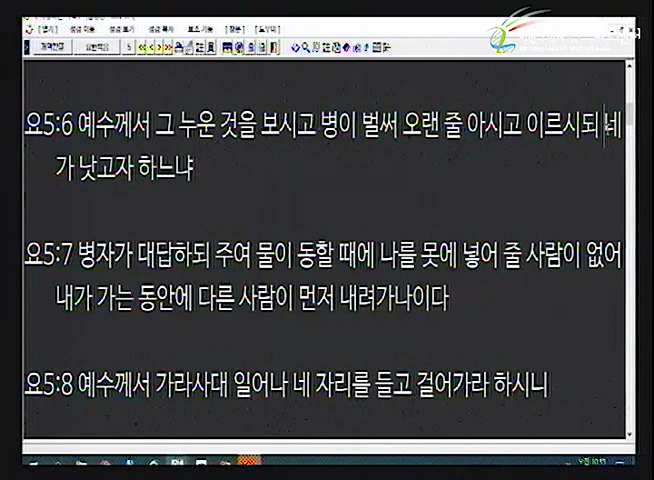 요5:6 예수께서 그 누운 것을 보시고 병이 벌써 오랜 줄 아시고 이르시되 네
가 낫고자 하느냐
요5:7 병자가 대답하되 주여 물이 동할 때에 나를 못에 넣어 줄 사람이 없어
내가 가는 동안에 다른 사람이 먼저 내려가나이다
요5:8 예수께서 가라사대 일어나 네 자리를 들고 걸어가라 하시니